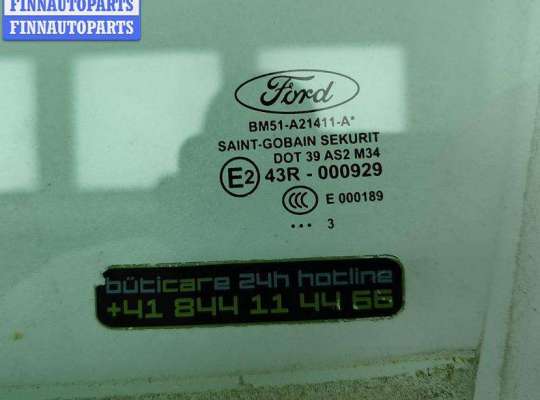 FINNAUTOPARTS
FINNAUTOPARTS
Ford
BM51-A21411-A*
SAINT-GOBAIN SEKURIT
DOT 39 AS2 M34
E2 43R - 000929
CCC E 000189
••• 3
büticare 24h hotline
+41 844 11 44 66